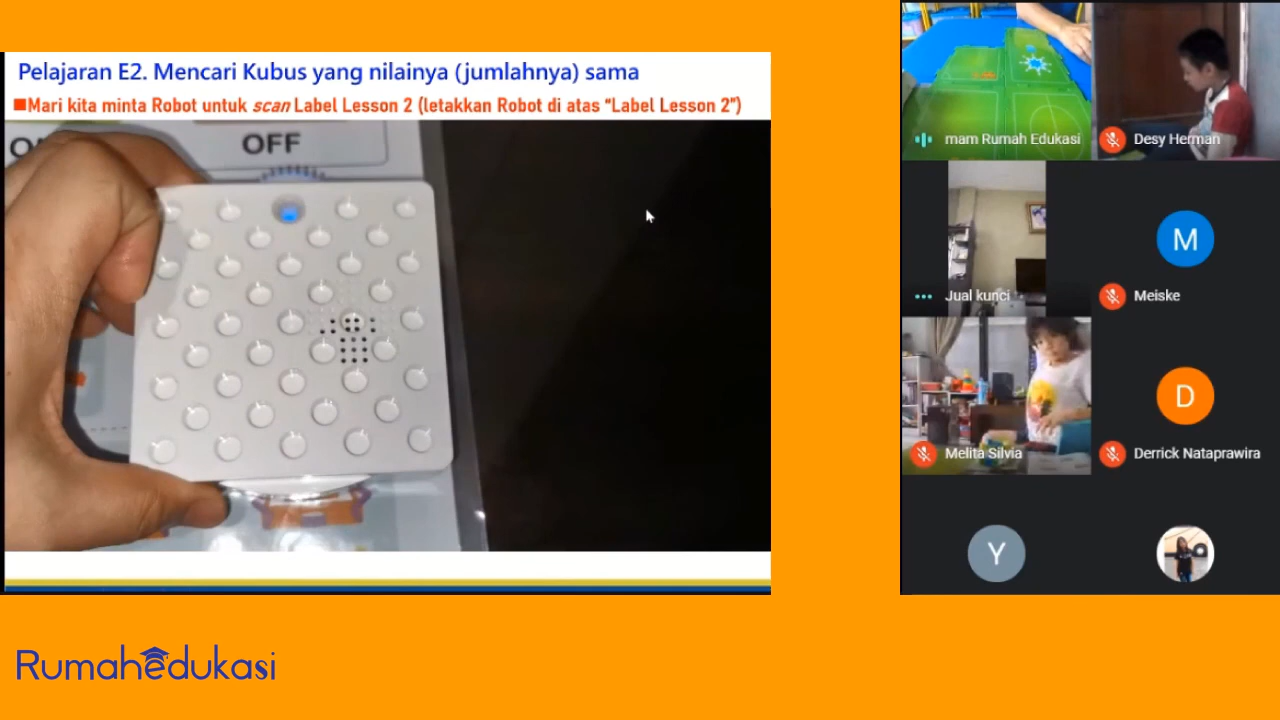 Pelajaran E2. Mencari Kubus yang nilainya (jumlahnya) sama
Mari kita minta Robot untuk scan Label Lesson 2 (letakkan Robot di atas “Label Lesson 2”)
OFF
mam Rumah Edukasi
Desy Herman
Jual kunci
M
Meiske
Melita Silvia
D
Derrick Nataprawira
Y
RumahEdukasi